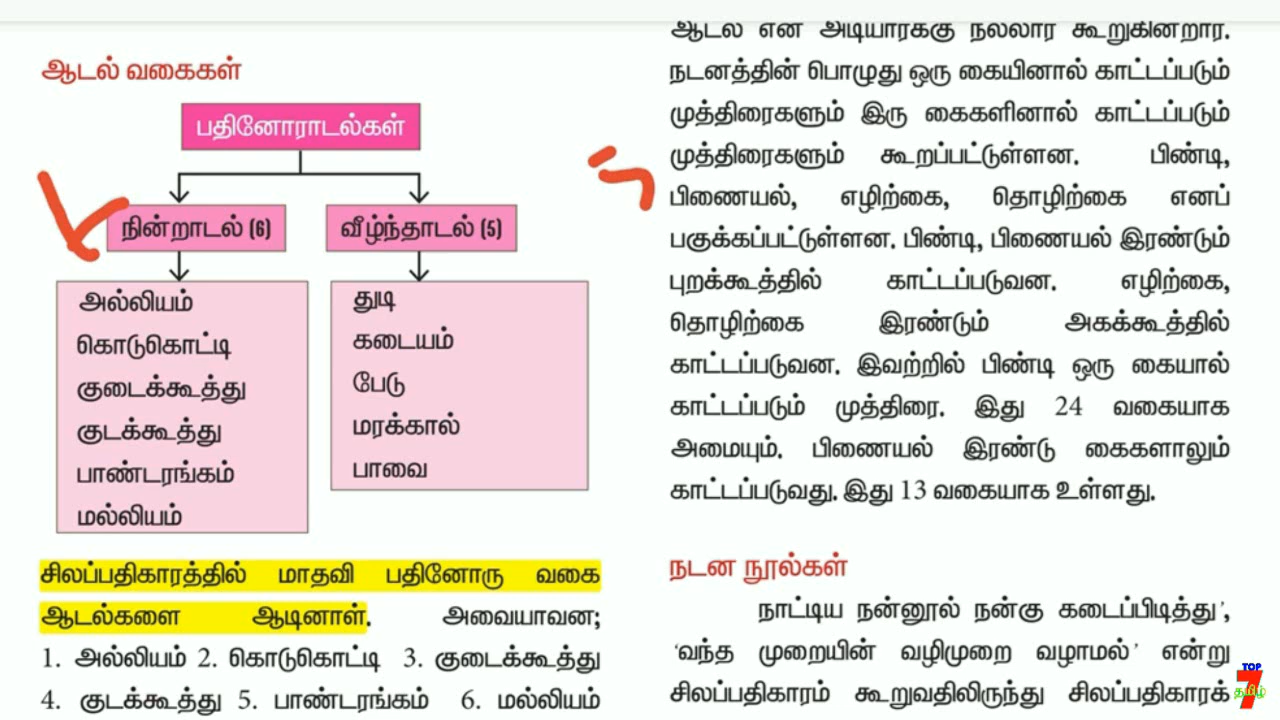 ஆடல் வகைகள்
பதினோராடல்கள்
நின்றாடல் (6)
வீழ்ந்தாடல் (5)
அல்லியம்
கொடுகொட்டி
குடைக்கூத்து
குடக்கூத்து
பாண்டரங்கம்
மல்லியம்
துடி
கடையம்
பேடு
மரக்கால்
பாவை
சிலப்பதிகாரத்தில் மாதவி பதினோரு வகை
ஆடல்களை ஆடினாள். அவையாவன;
1. அல்லியம் 2. கொடுகொட்டி 3. குடைக்கூத்து
4. குடக்கூத்து 5. பாண்டரங்கம் 6. மல்லியம்
ஆடல் என அடியார்க்கு நல்லார் கூறுகின்றார்.
நடனத்தின் பொழுது ஒரு கையினால் காட்டப்படும்
முத்திரைகளும் இரு கைகளினால் காட்டப்படும்
முத்திரைகளும் கூறப்பட்டுள்ளன. பிண்டி,
பிணையல், எழிற்கை, தொழிற்கை எனப்
பகுக்கப்பட்டுள்ளன. பிண்டி, பிணையல் இரண்டும்
புறக்கூத்தில் காட்டப்படுவன. எழிற்கை,
தொழிற்கை இரண்டும் அகக்கூத்தில்
காட்டப்படுவன. இவற்றில் பிண்டி ஒரு கையால்
காட்டப்படும் முத்திரை. இது 24 வகையாக
அமையும். பிணையல் இரண்டு கைகளாலும்
காட்டப்படுவது. இது 13 வகையாக உள்ளது.
நடன நூல்கள்
நாட்டிய நன்னூல் நன்கு கடைப்பிடித்து',
'வந்த முறையின் வழிமுறை வழாமல்' என்று
சிலப்பதிகாரம் கூறுவதிலிருந்து சிலப்பதிகாரக்
TOP
7
தமிழ்